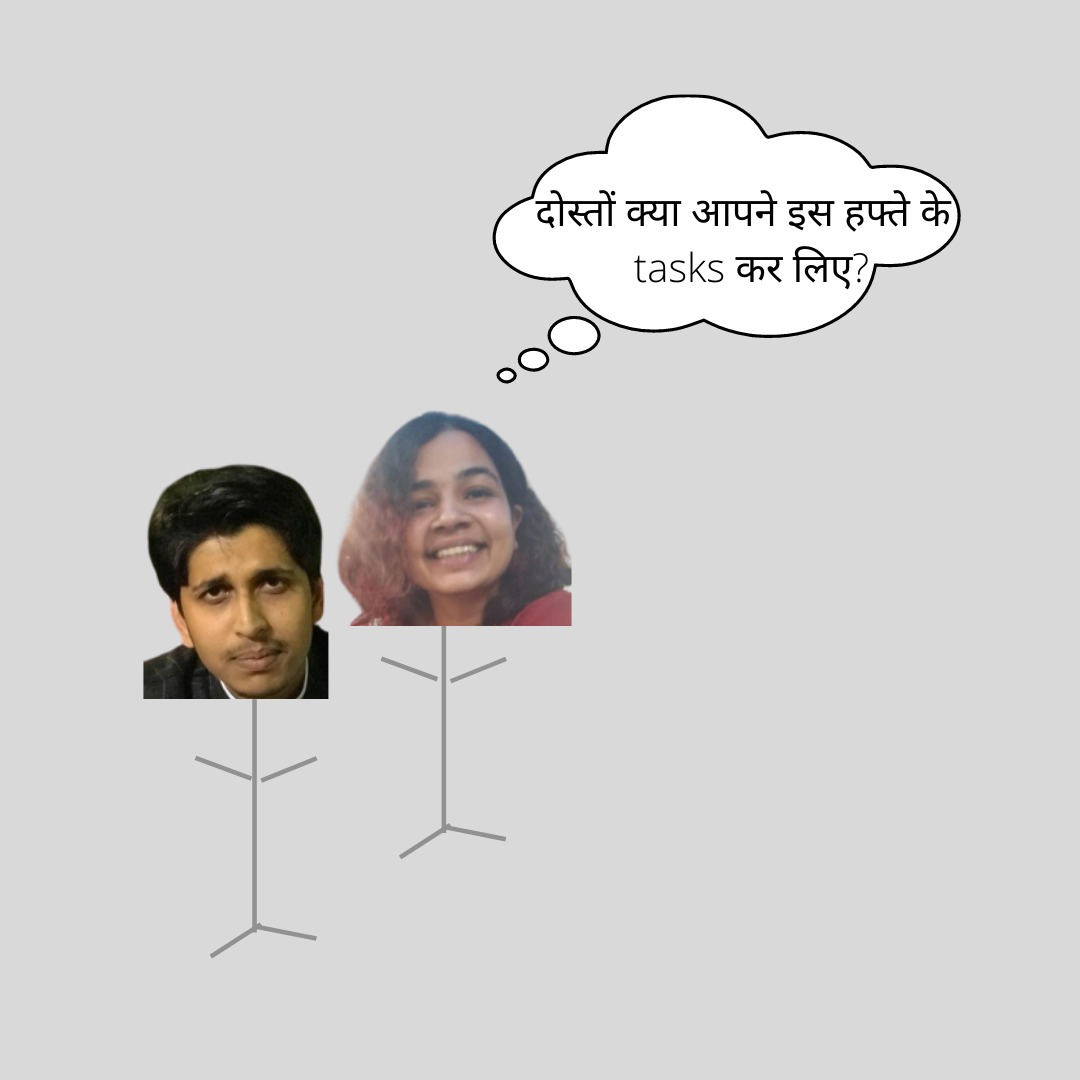 दोस्तों क्या आपने इस हफ्ते के
tasks कर लिए?